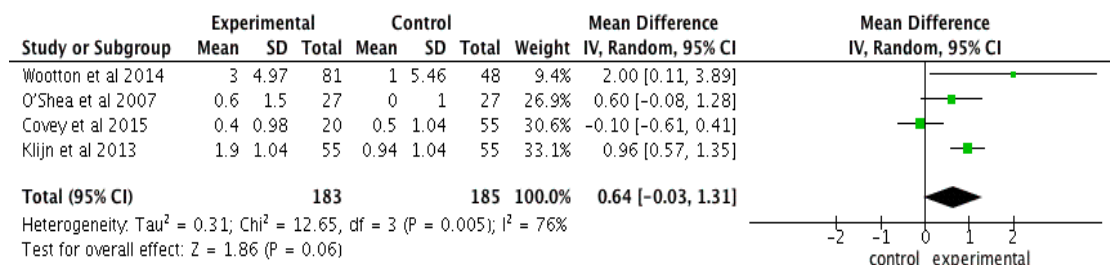 Experimental Control Mean Difference Mean Difference
Study or Subgroup Mean SD Total Mean SD Total Weight IV, Random, 95% CI IV, Random, 95% CI
Wootton et al 2014 3 4.97 81 1 5.46 48 9.4% 2.00 [0.11, 3.89]
O'Shea et al 2007 0.6 1.5 27 0 1 27 26.9% 0.60 [-0.08, 1.28]
Covey et al 2015 0.4 0.98 20 0.5 1.04 55 30.6% -0.10 [-0.61, 0.41]
Klijn et al 2013 1.9 1.04 55 0.94 1.04 55 33.1% 0.96 [0.57, 1.35]
Total (95% CI) 183 185 100.0% 0.64 [-0.03, 1.31]
Heterogeneity: Tau² = 0.31; Chi² = 12.65, df = 3 (P = 0.005); I² = 76%
Test for overall effect: Z = 1.86 (P = 0.06)
-2 -1 0 1 2
control experimental